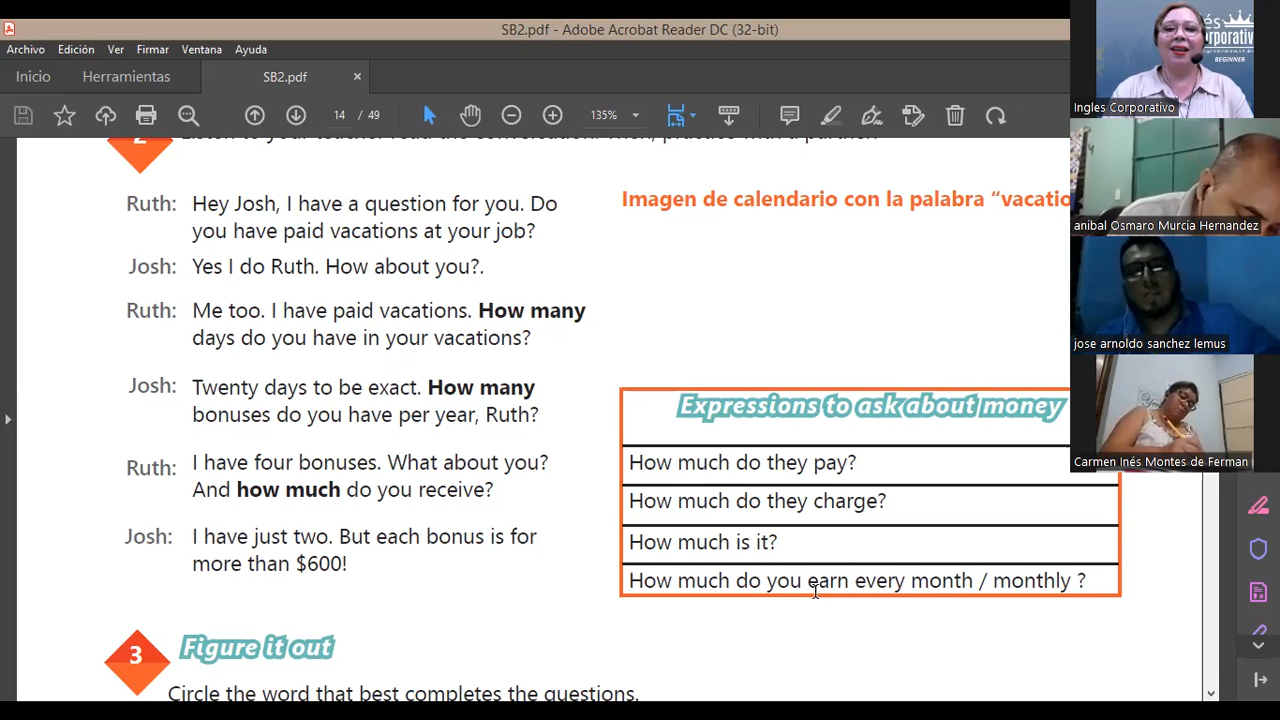 SB2.pdf - Adobe Acrobat Reader DC (32-bit)
Archivo Edición Ver Firmar Ventana Ayuda
Inicio Herramientas SB2.pdf ×
14 / 49 135%
2
Ruth: Hey Josh, I have a question for you. Do
you have paid vacations at your job?
Josh: Yes I do Ruth. How about you?.
Ruth: Me too. I have paid vacations. How many
days do you have in your vacations?
Josh: Twenty days to be exact. How many
bonuses do you have per year, Ruth?
Ruth: I have four bonuses. What about you?
And how much do you receive?
Josh: I have just two. But each bonus is for
more than $600!
Imagen de calendario con la palabra “vacatio
Expressions to ask about money
How much do they pay?
How much do they charge?
How much is it?
How much do you earn every month / monthly ?
3 Figure it out
Circle the word that best completes the questions.
és
orporativ
BEGINNER
Ingles Corporativo
anibal Osmaro Murcia Hernandez
jose arnoldo sanchez lemus
Carmen Inés Montes de Ferman